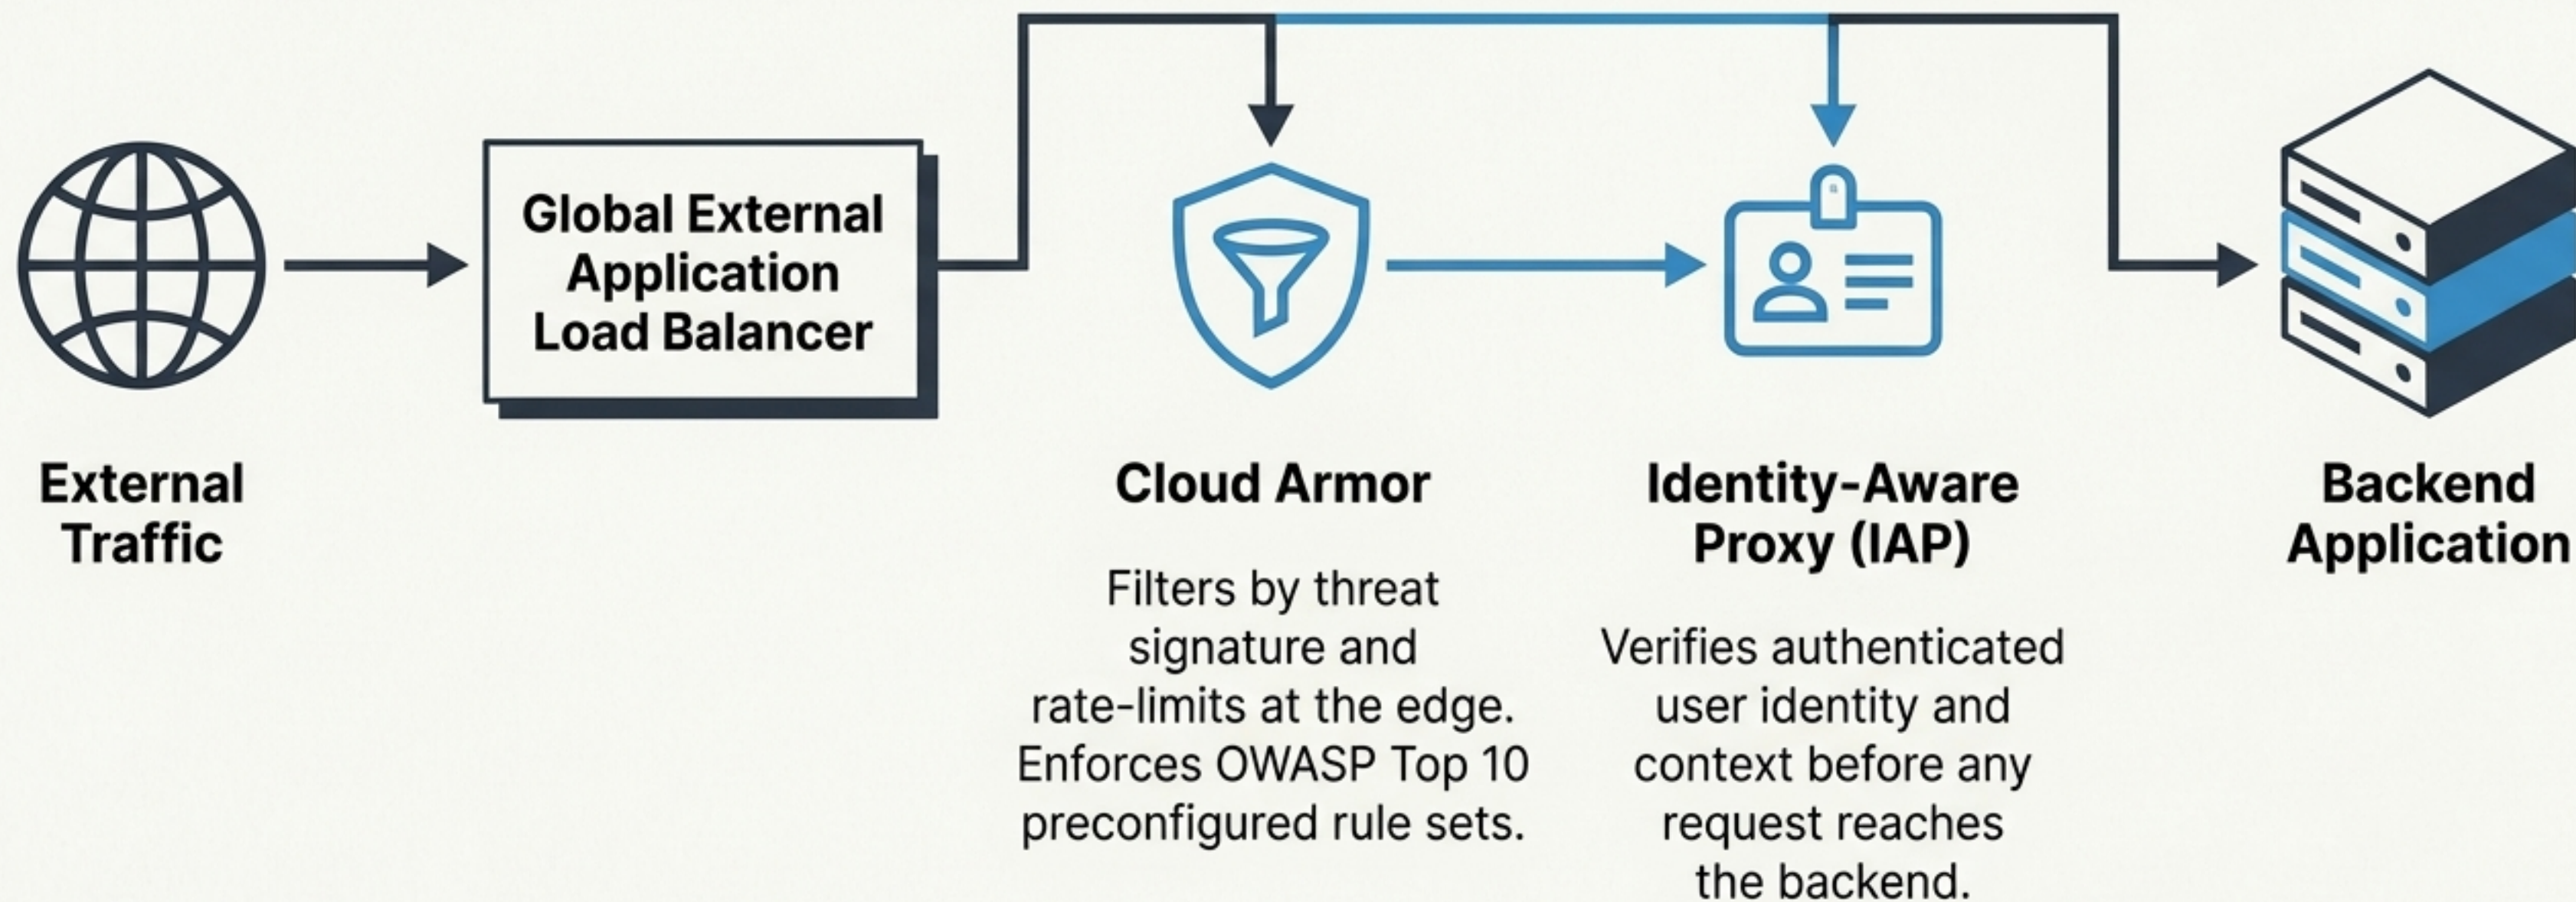 Global External
Application
Load Balancer
External
Traffic
Cloud Armor
Filters by threat
signature and
rate-limits at the edge.
Enforces OWASP Top 10
preconfigured rule sets.
Identity-Aware
Proxy (IAP)
Verifies authenticated
user identity and
context before any
request reaches
the backend.
Backend
Application